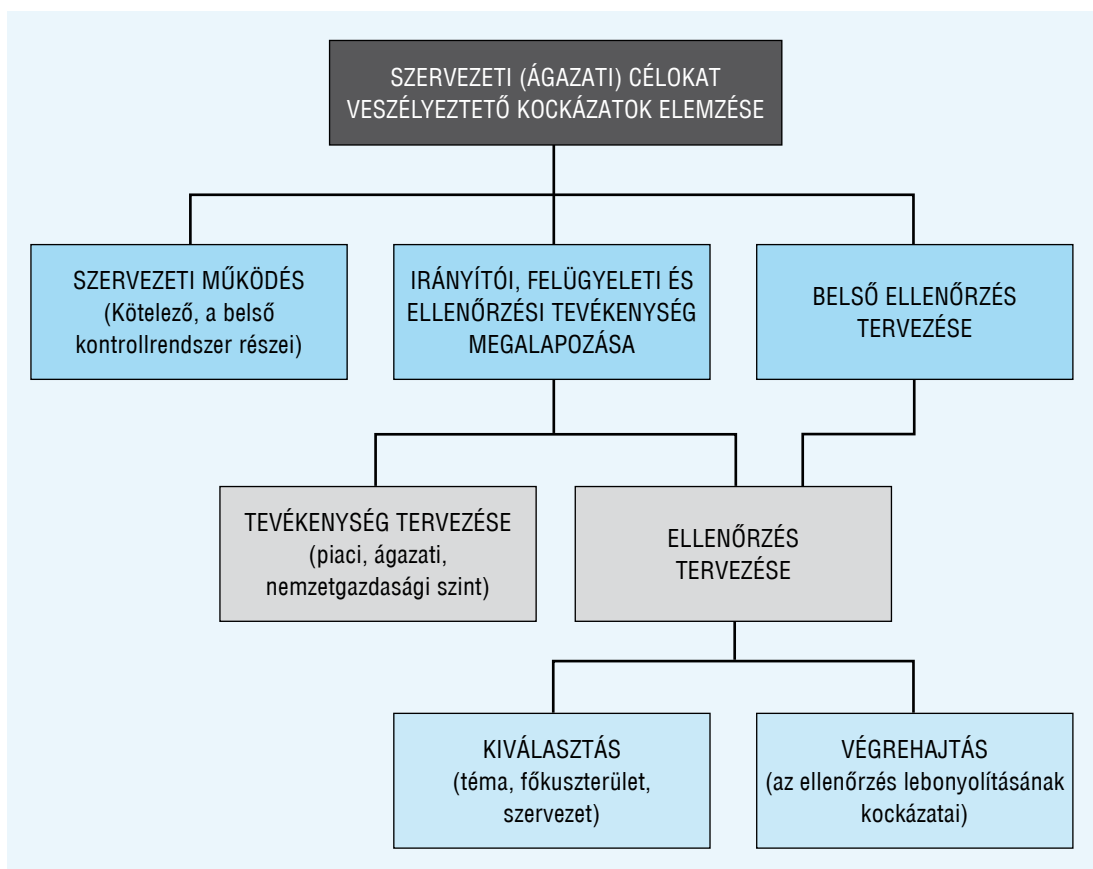 SZERVEZETI (ÁGAZATI) CÉLOKAT
VESZÉLYEZTETŐ KOCKÁZATOK ELEMZÉSE
SZERVEZETI MŰKÖDÉS
(Kötelező, a belső
kontrollrendszer részei)
IRÁNYÍTÓI, FELÜGYELETI ÉS
ELLENŐRZÉSI TEVÉKENYSÉG
MEGALAPOZÁSA
BELSŐ ELLENŐRZÉS
TERVEZÉSE
TEVÉKENYSÉG TERVEZÉSE
(piaci, ágazati,
nemzetgazdasági szint)
ELLENŐRZÉS
TERVEZÉSE
KIVÁLASZTÁS
(téma, főkuszterület,
szervezet)
VÉGREHAJTÁS
(az ellenőrzés lebonyolításának
kockázatai)